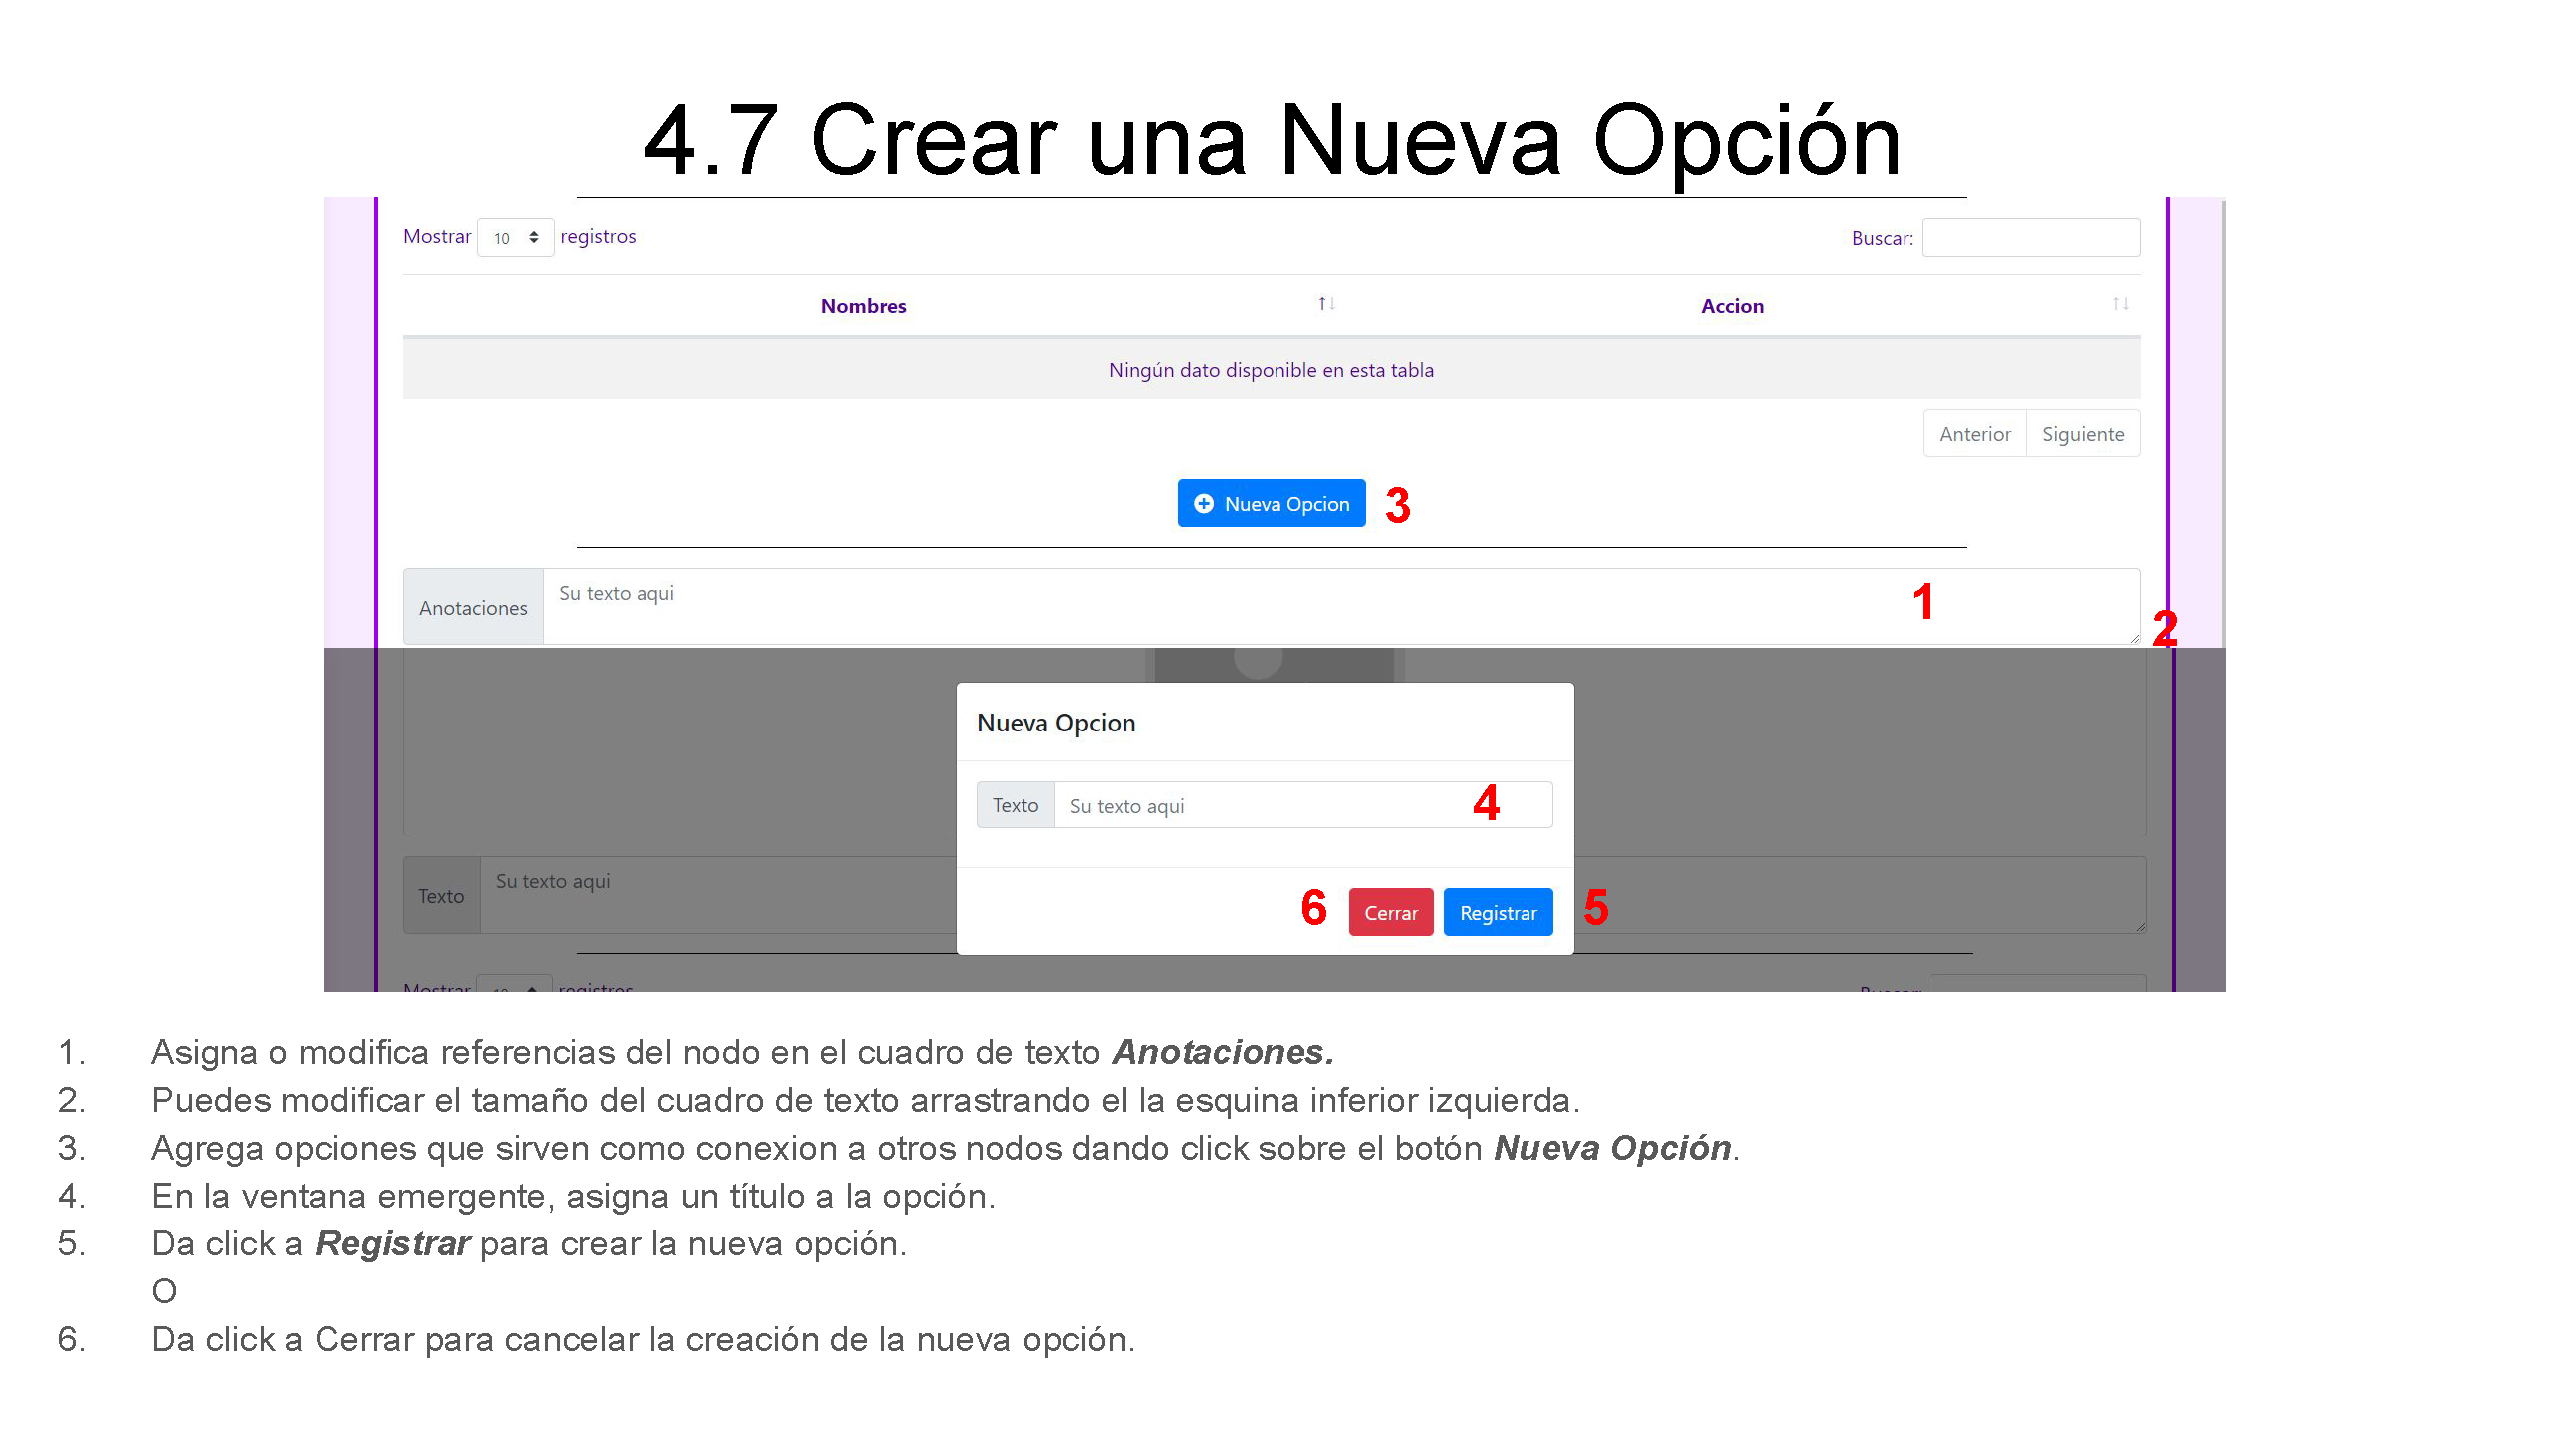 4.7 Crear una Nueva Opción
Mostrar 10 registros Buscar:
Nombres Accion
Ningún dato disponible en esta tabla
Anterior Siguiente
Nueva Opcion 3
Anotaciones Su texto aqui 1
2
Nueva Opcion
Texto Su texto aqui 4
Texto Su texto aqui
6 Cerrar Registrar 5
Mostrar 10 registros Buscar:
1. Asigna o modifica referencias del nodo en el cuadro de texto Anotaciones.
2. Puedes modificar el tamaño del cuadro de texto arrastrando el la esquina inferior izquierda.
3. Agrega opciones que sirven como conexion a otros nodos dando click sobre el botón Nueva Opción.
4. En la ventana emergente, asigna un título a la opción.
5. Da click a Registrar para crear la nueva opción.
O
6. Da click a Cerrar para cancelar la creación de la nueva opción.